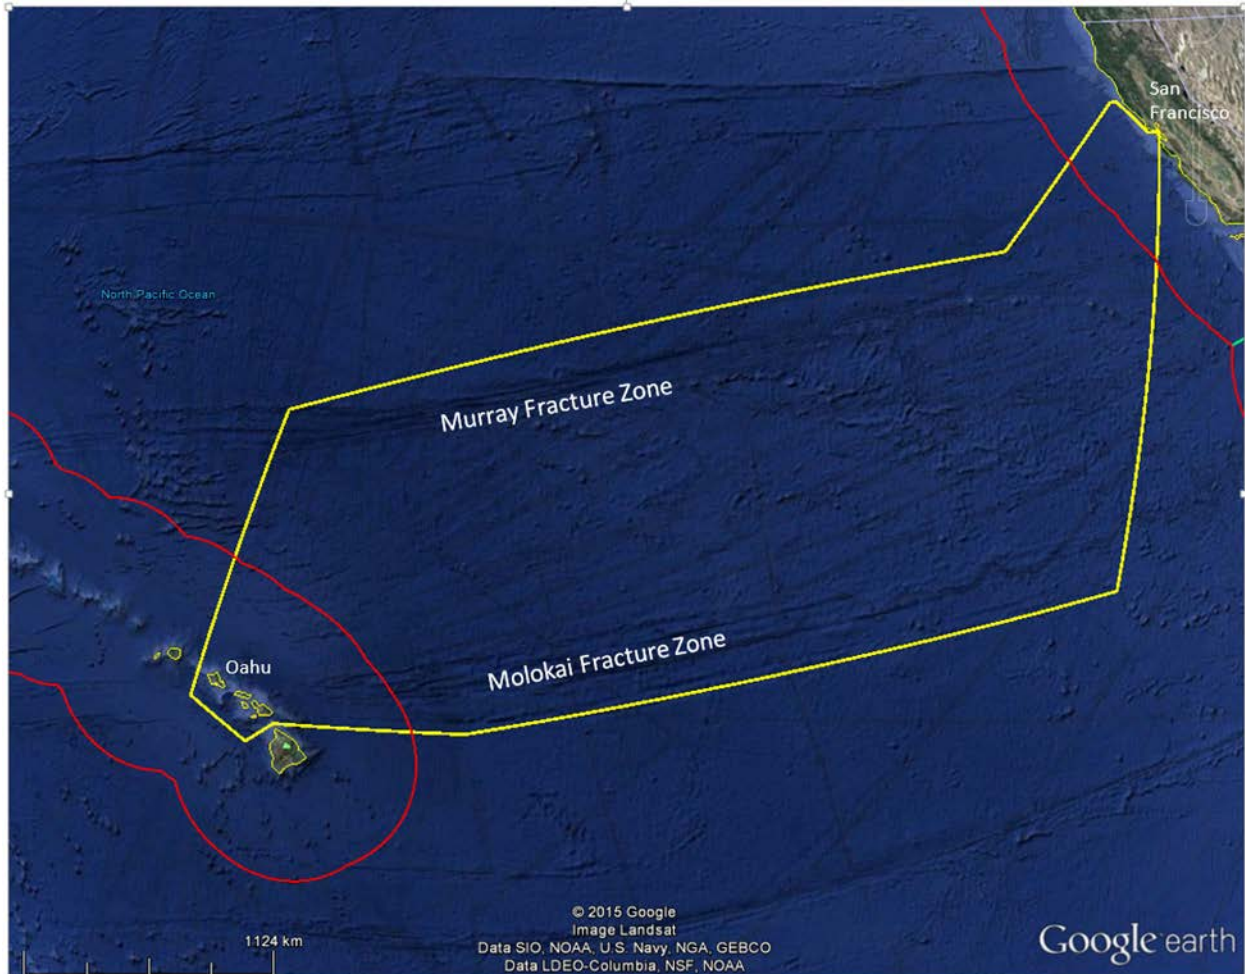 San
Francisco
North Pacific Ocean
Murray Fracture Zone
Oahu
Molokai Fracture Zone
1124 km
© 2015 Google
Image Landsat
Data SIO, NOAA, U.S. Navy, NGA, GEBCO
Data LDEO-Columbia, NSF, NOAA
Google earth